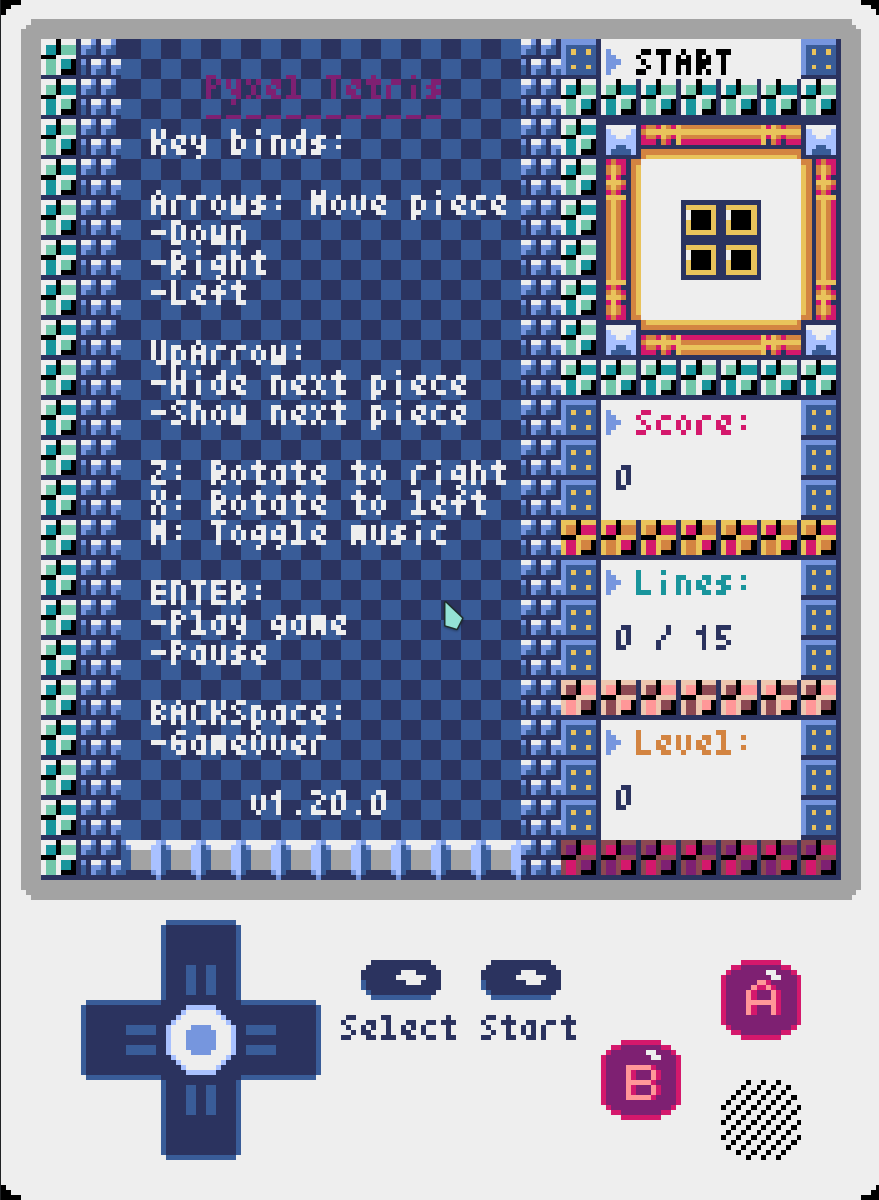 Pyxel Tetris
------------
Key binds:
Arrows: Move piece
-Down
-Right
-Left
UpArrow:
-Hide next piece
-Show next piece
Z: Rotate to right
X: Rotate to left
M: Toggle music
ENTER:
-Play game
-Pause
BACKSpace:
-GameOver
v1.20.0
START
Score:
0
Lines:
0 / 15
Level:
0
Select Start
A
B